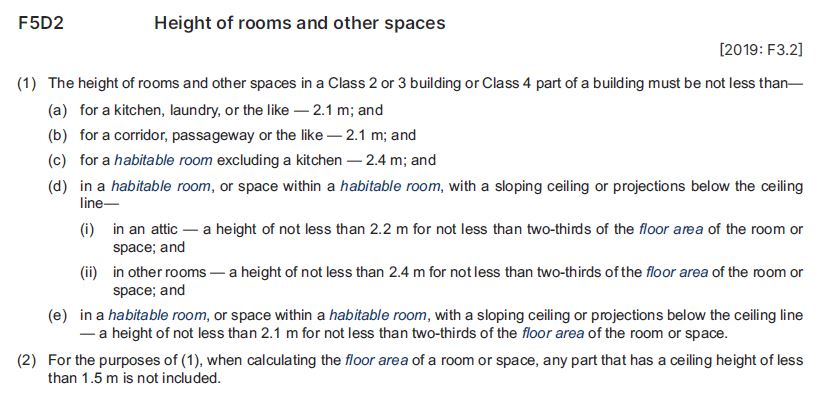 F5D2 Height of rooms and other spaces
[2019: F3.2]
(1) The height of rooms and other spaces in a Class 2 or 3 building or Class 4 part of a building must be not less than—
(a) for a kitchen, laundry, or the like — 2.1 m; and
(b) for a corridor, passageway or the like — 2.1 m; and
(c) for a habitable room excluding a kitchen — 2.4 m; and
(d) in a habitable room, or space within a habitable room, with a sloping ceiling or projections below the ceiling
line—
(i) in an attic — a height of not less than 2.2 m for not less than two-thirds of the floor area of the room or
space; and
(ii) in other rooms — a height of not less than 2.4 m for not less than two-thirds of the floor area of the room or
space; and
(e) in a habitable room, or space within a habitable room, with a sloping ceiling or projections below the ceiling line
— a height of not less than 2.1 m for not less than two-thirds of the floor area of the room or space.
(2) For the purposes of (1), when calculating the floor area of a room or space, any part that has a ceiling height of less
than 1.5 m is not included.